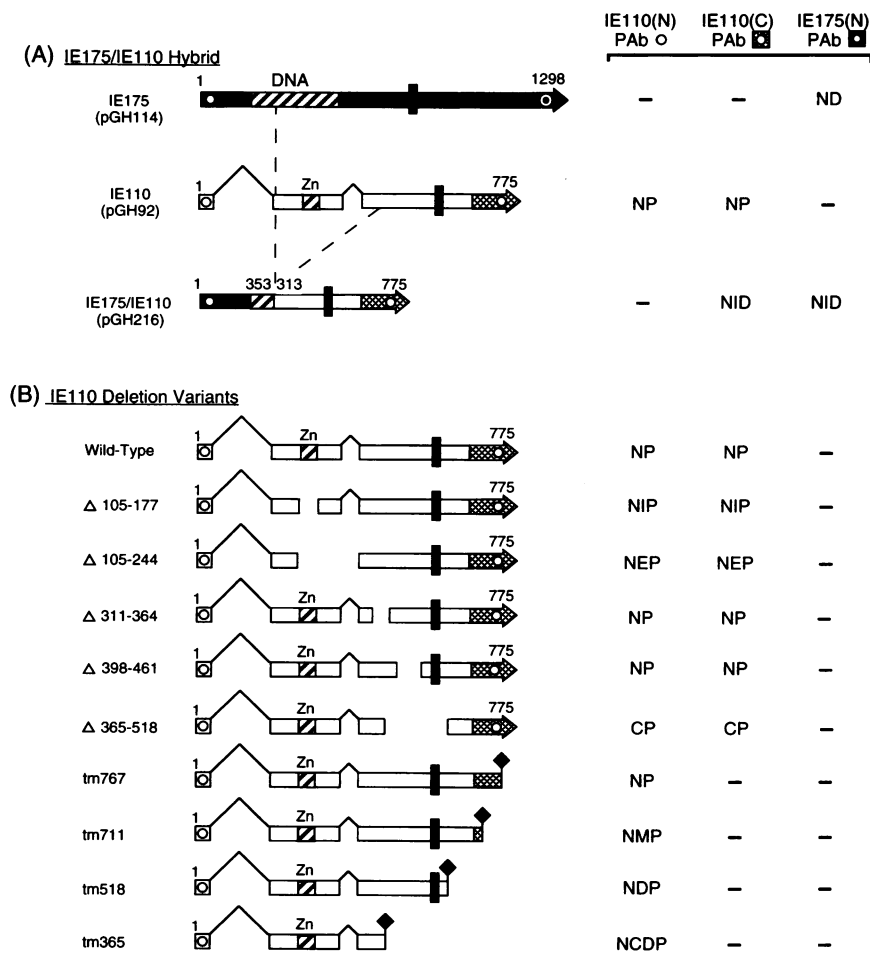 IE110(N) IE110(C) IE175(N)
PAb PAb PAb
(A) IE175/IE110 Hybrid
1 DNA 1298
IE175 – – ND
(pGH114)
1 Zn 775
IE110 NP NP –
(pGH92)
1 353 313 775
IE175/IE110 – NID NID
(pGH216)
(B) IE110 Deletion Variants
1 Zn 775
Wild-Type NP NP –
1 775
Δ 105-177 NIP NIP –
1 775
Δ 105-244 NEP NEP –
1 Zn 775
Δ 311-364 NP NP –
1 Zn 775
Δ 398-461 NP NP –
1 Zn 775
Δ 365-518 CP CP –
1 Zn
tm767 NP – –
1 Zn
tm711 NMP – –
1 Zn
tm518 NDP – –
1 Zn
tm365 NCDP – –